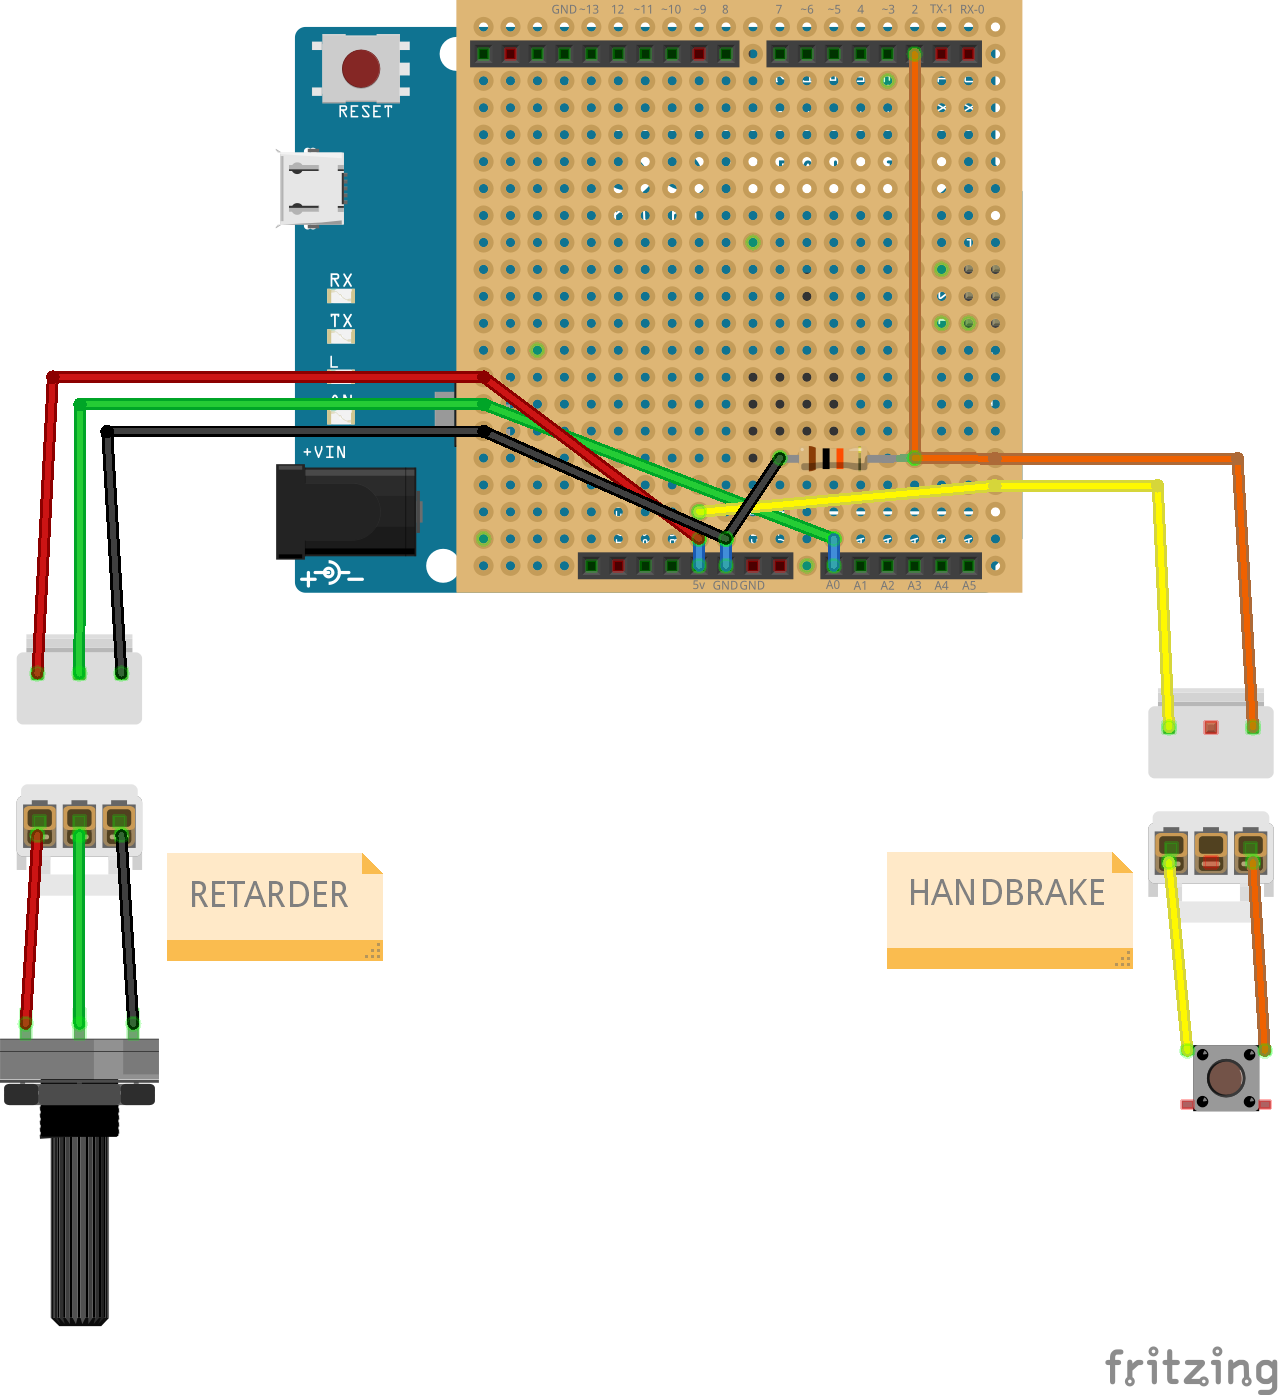 GND ~13 12 ~11 ~10 ~9 8 7 ~6 ~5 4 ~3 2 TX-1 RX-0
RESET
RX
TX
L
+VIN
5v GND GND A0 A1 A2 A3 A4 A5
RETARDER
HANDBRAKE
fritzing